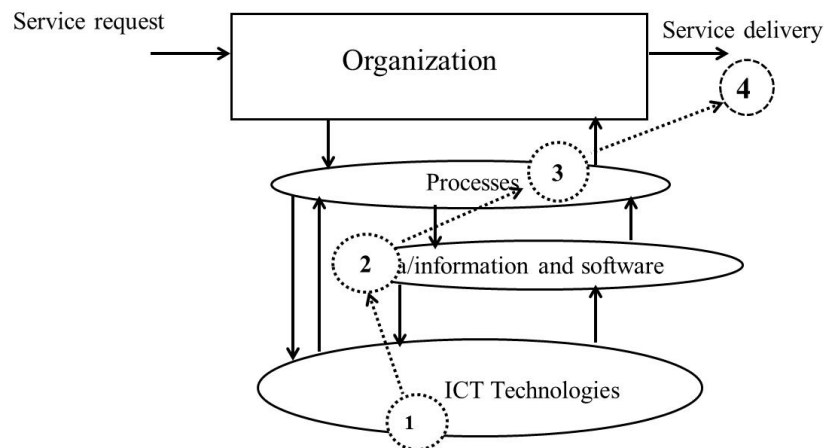 Service request
Service delivery
Organization
4
3
Processes
2
a/information and software
ICT Technologies
1